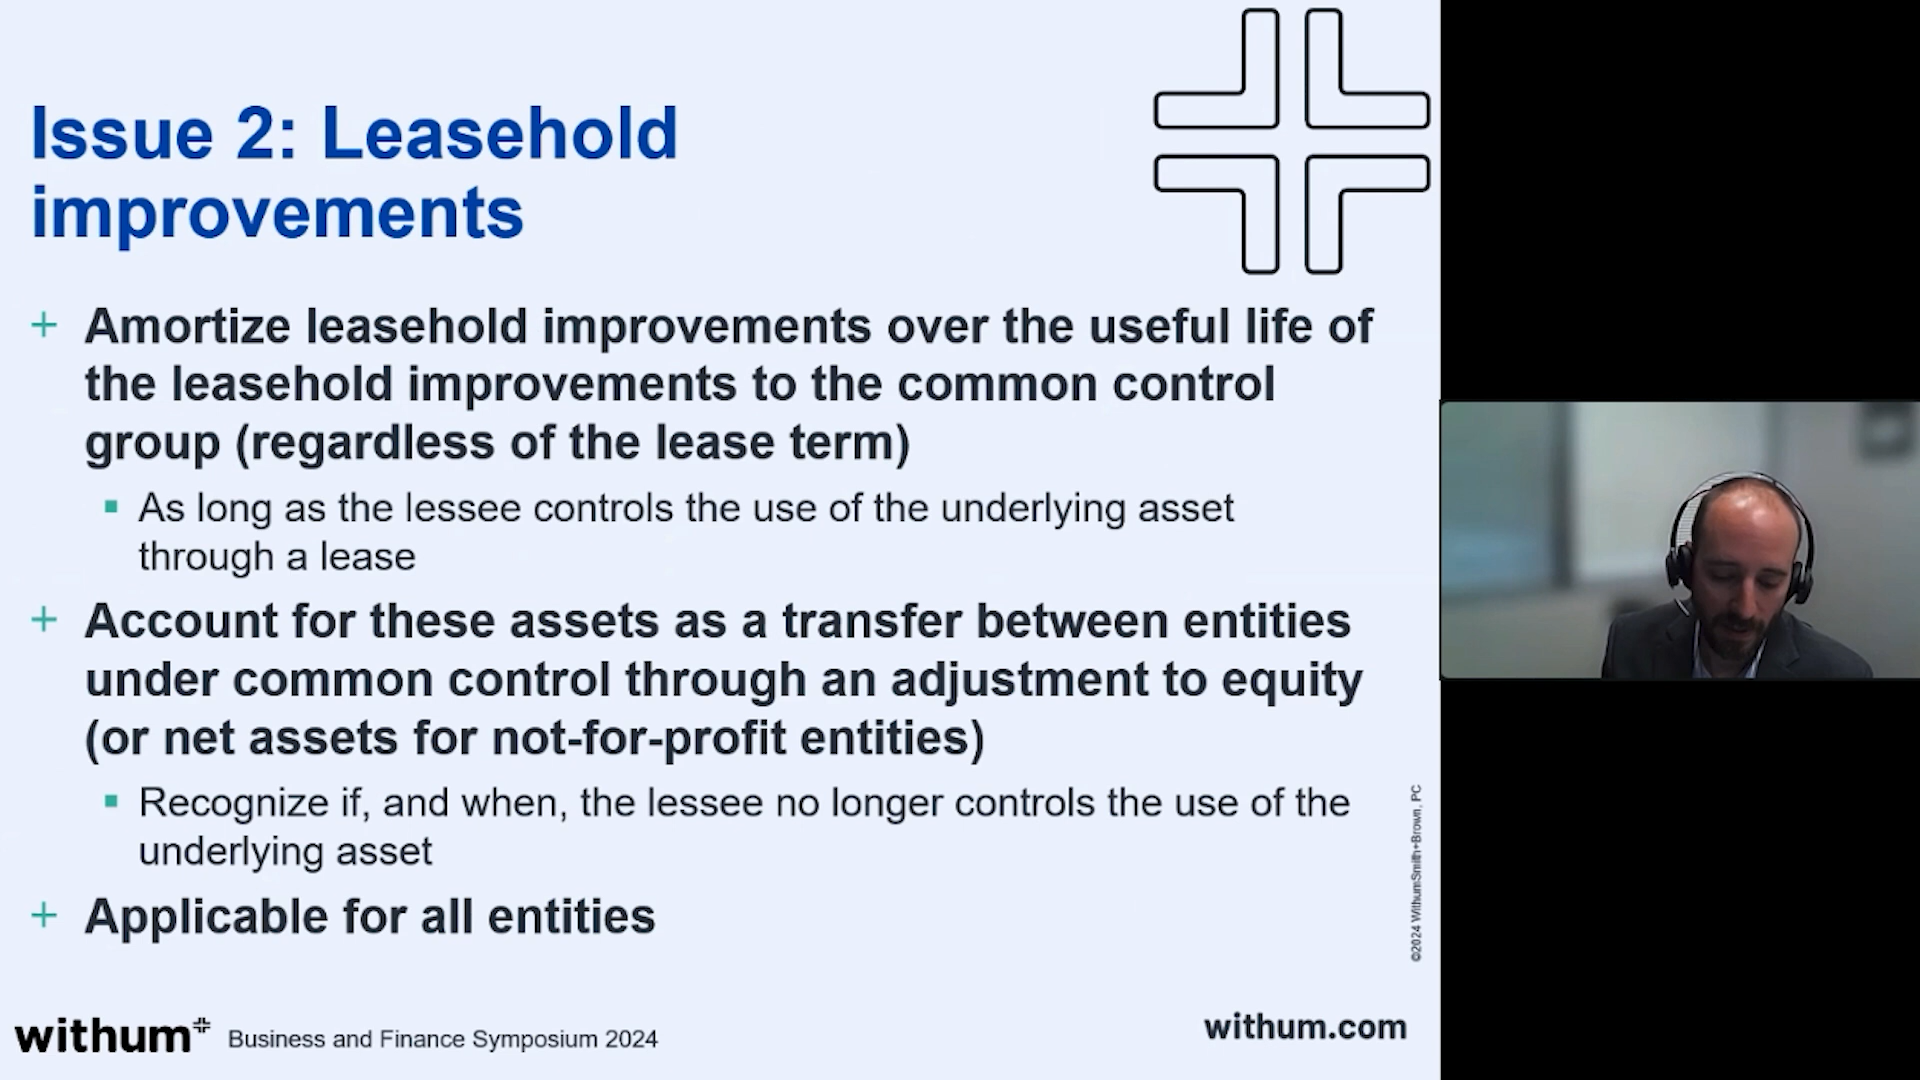 Issue 2: Leasehold
improvements
+ Amortize leasehold improvements over the useful life of
the leasehold improvements to the common control
group (regardless of the lease term)
▪ As long as the lessee controls the use of the underlying asset
through a lease
+ Account for these assets as a transfer between entities
under common control through an adjustment to equity
(or net assets for not-for-profit entities)
▪ Recognize if, and when, the lessee no longer controls the use of the
underlying asset
+ Applicable for all entities
©2024 WithumSmith+Brown, PC
withum
Business and Finance Symposium 2024
withum.com